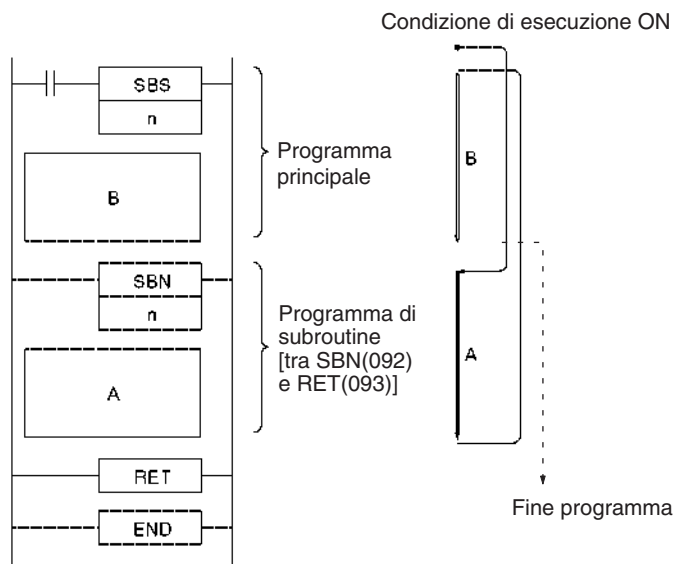 Condizione di esecuzione ON
SBS
n
B
Programma
principale
B
SBN
n
Programma di
subroutine
[tra SBN(092)
e RET(093)]
A
A
RET
END
Fine programma